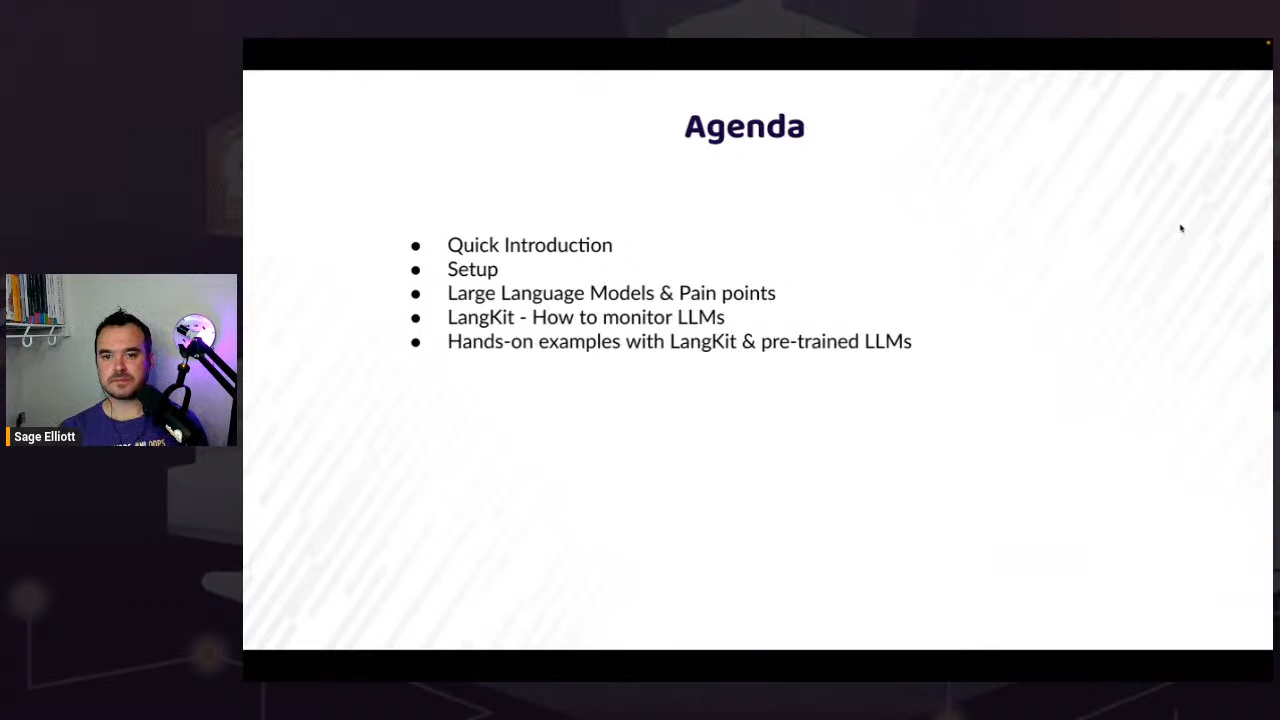 Agenda
● Quick Introduction
● Setup
● Large Language Models & Pain points
● LangKit - How to monitor LLMs
● Hands-on examples with LangKit & pre-trained LLMs
Sage Elliott